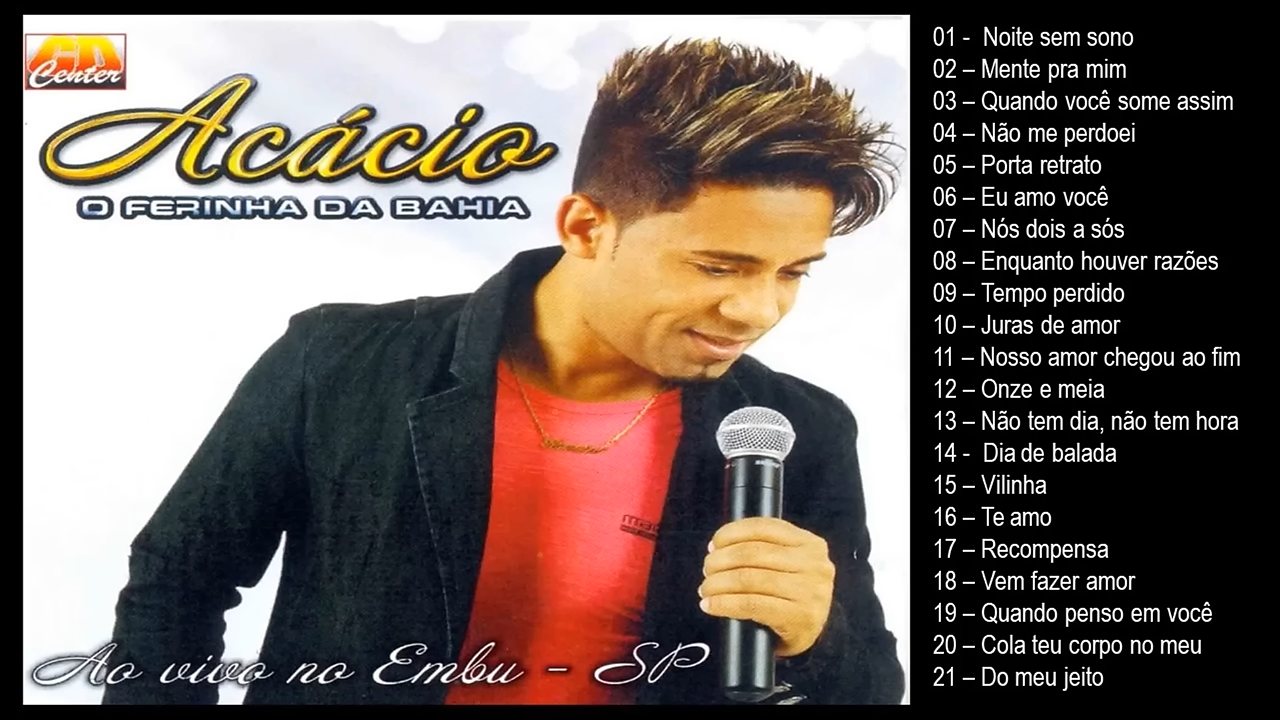 CD
Center
Acácio
O FERINHA DA BAHIA
Ao vivo no Embu - SP
01 - Noite sem sono
02 – Mente pra mim
03 – Quando você some assim
04 – Não me perdoei
05 – Porta retrato
06 – Eu amo você
07 – Nós dois a sós
08 – Enquanto houver razões
09 – Tempo perdido
10 – Juras de amor
11 – Nosso amor chegou ao fim
12 – Onze e meia
13 – Não tem dia, não tem hora
14 - Dia de balada
15 – Vilinha
16 – Te amo
17 – Recompensa
18 – Vem fazer amor
19 – Quando penso em você
20 – Cola teu corpo no meu
21 – Do meu jeito